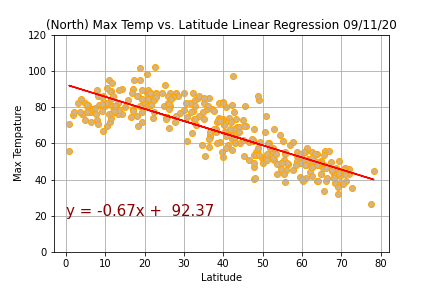 (North) Max Temp vs. Latitude Linear Regression 09/11/20
120
100
80
60
40
20
0
Max Tempature
y = -0.67x + 92.37
0 10 20 30 40 50 60 70 80
Latitude